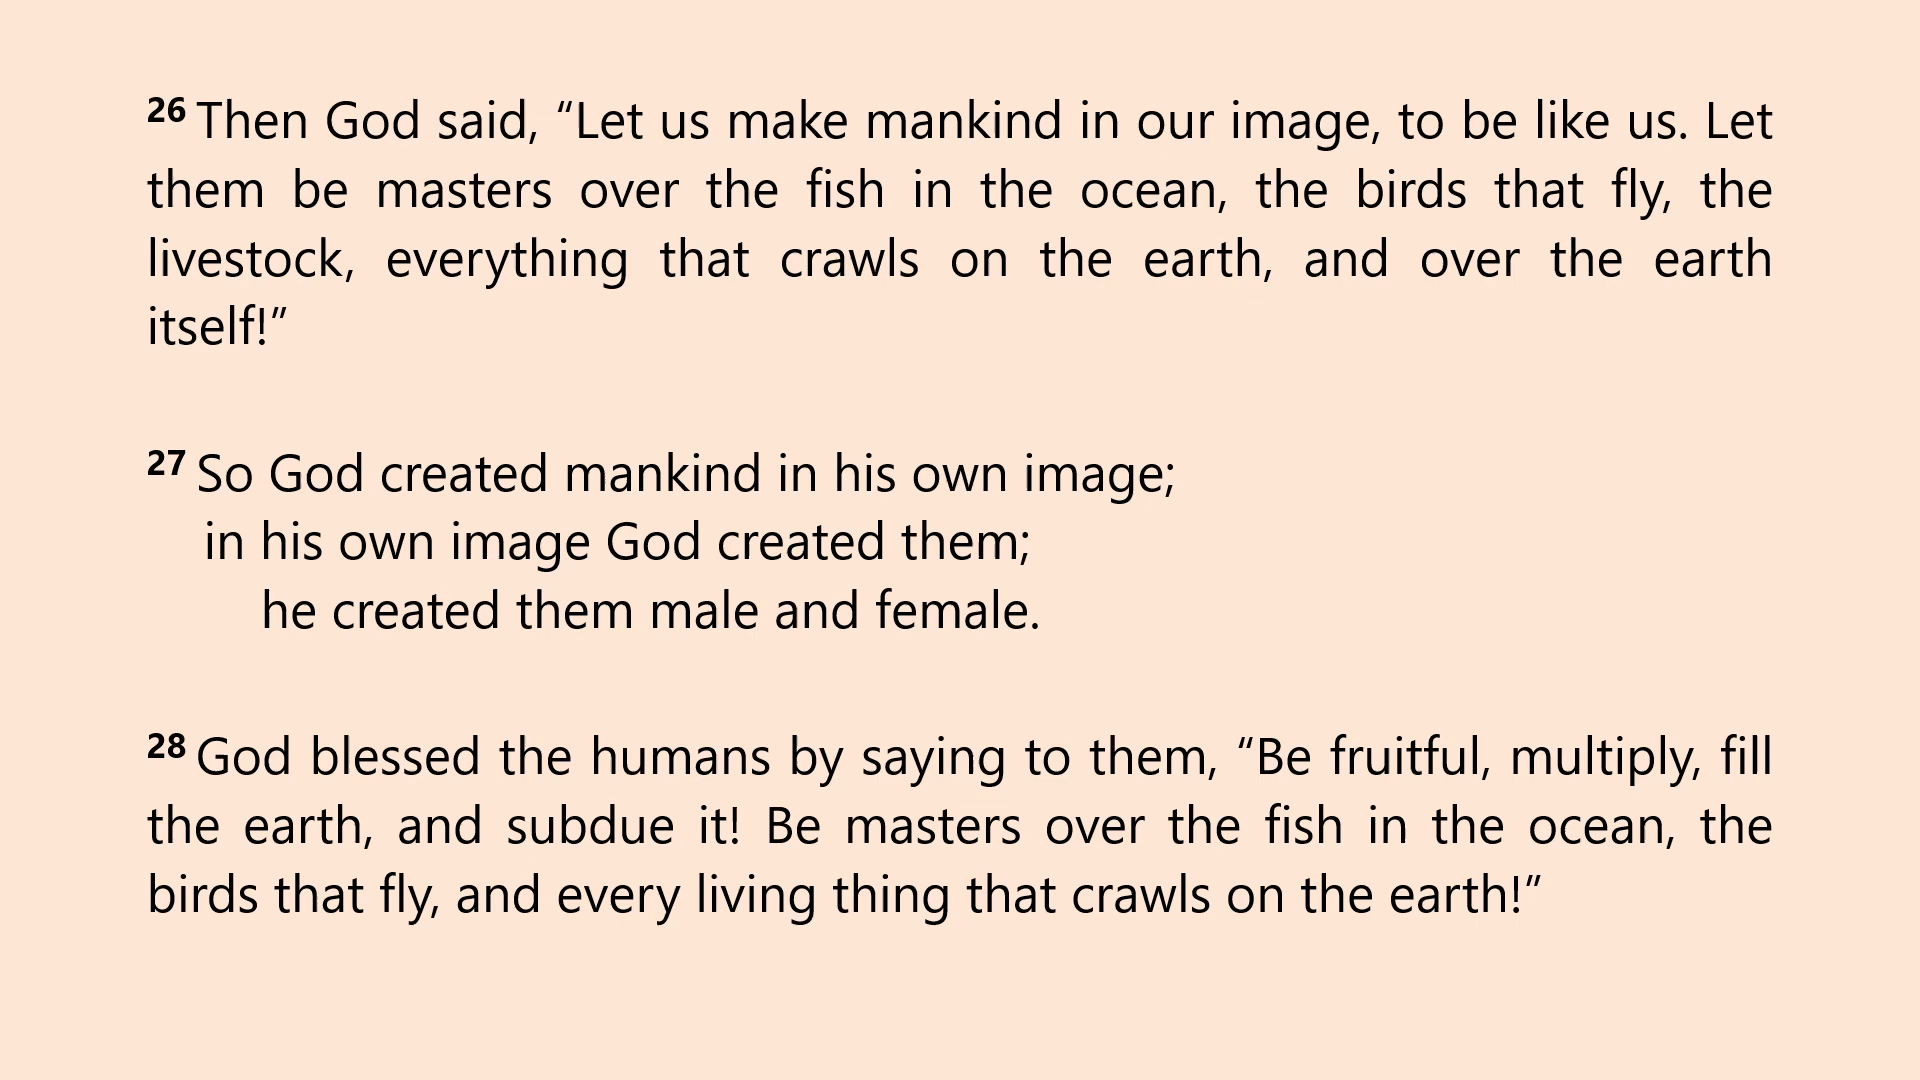 26 Then God said, “Let us make mankind in our image, to be like us. Let
them be masters over the fish in the ocean, the birds that fly, the
livestock, everything that crawls on the earth, and over the earth
itself!”
27 So God created mankind in his own image;
in his own image God created them;
he created them male and female.
28 God blessed the humans by saying to them, “Be fruitful, multiply, fill
the earth, and subdue it! Be masters over the fish in the ocean, the
birds that fly, and every living thing that crawls on the earth!”